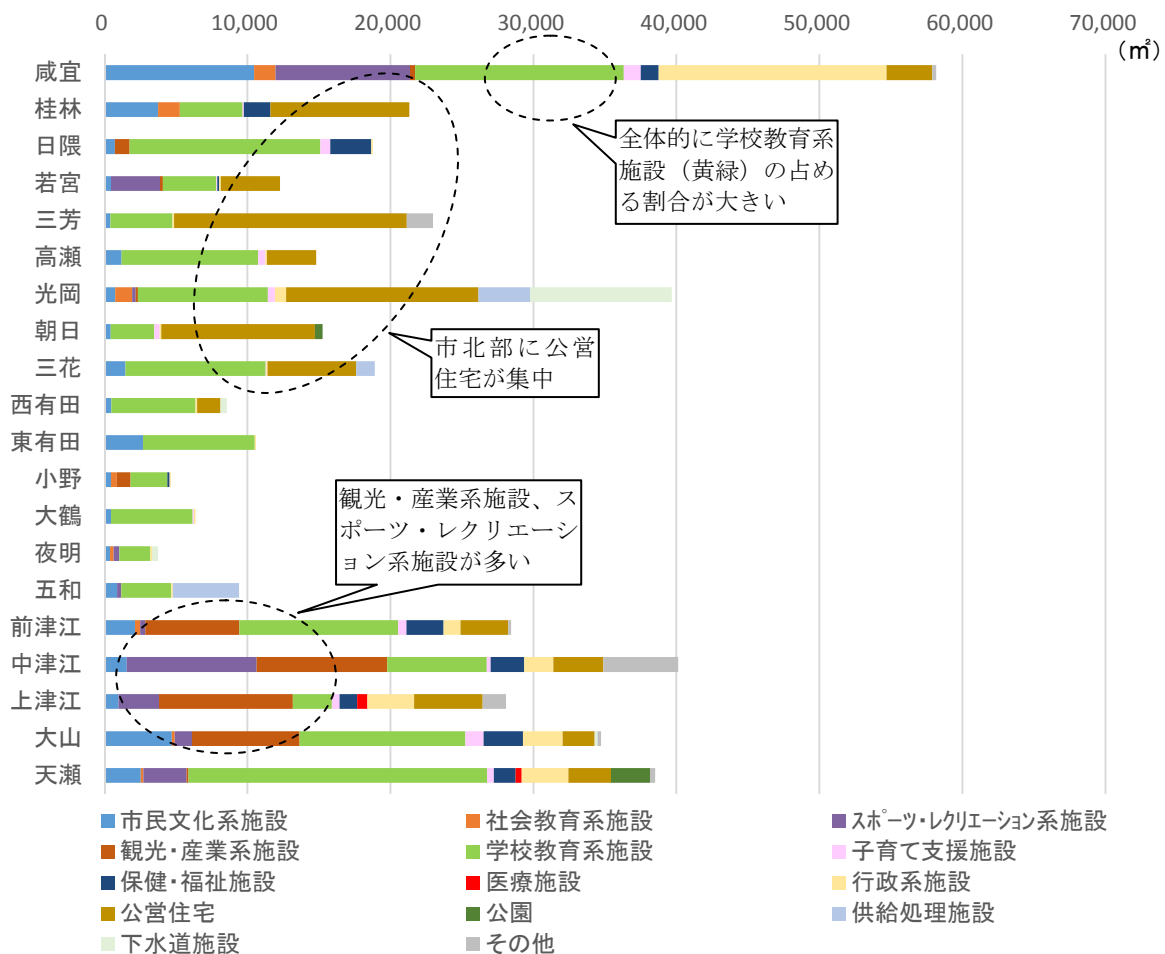 0 10,000 20,000 30,000 40,000 50,000 60,000 70,000
(㎡)
咸宜
桂林
日隈
若宮
三芳
高瀬
光岡
朝日
三花
西有田
東有田
小野
大鶴
夜明
五和
前津江
中津江
上津江
大山
天瀬
全体的に学校教育系
施設（黄緑）の占め
る割合が大きい
市北部に公営
住宅が集中
観光・産業系施設、ス
ポーツ・レクリエーシ
ョン系施設が多い
市民文化系施設 社会教育系施設 ｽﾎﾟｰﾂ･ﾚｸﾘｴｰｼｮﾝ系施設
観光・産業系施設 学校教育系施設 子育て支援施設
保健・福祉施設 医療施設 行政系施設
公営住宅 公園 供給処理施設
下水道施設 その他